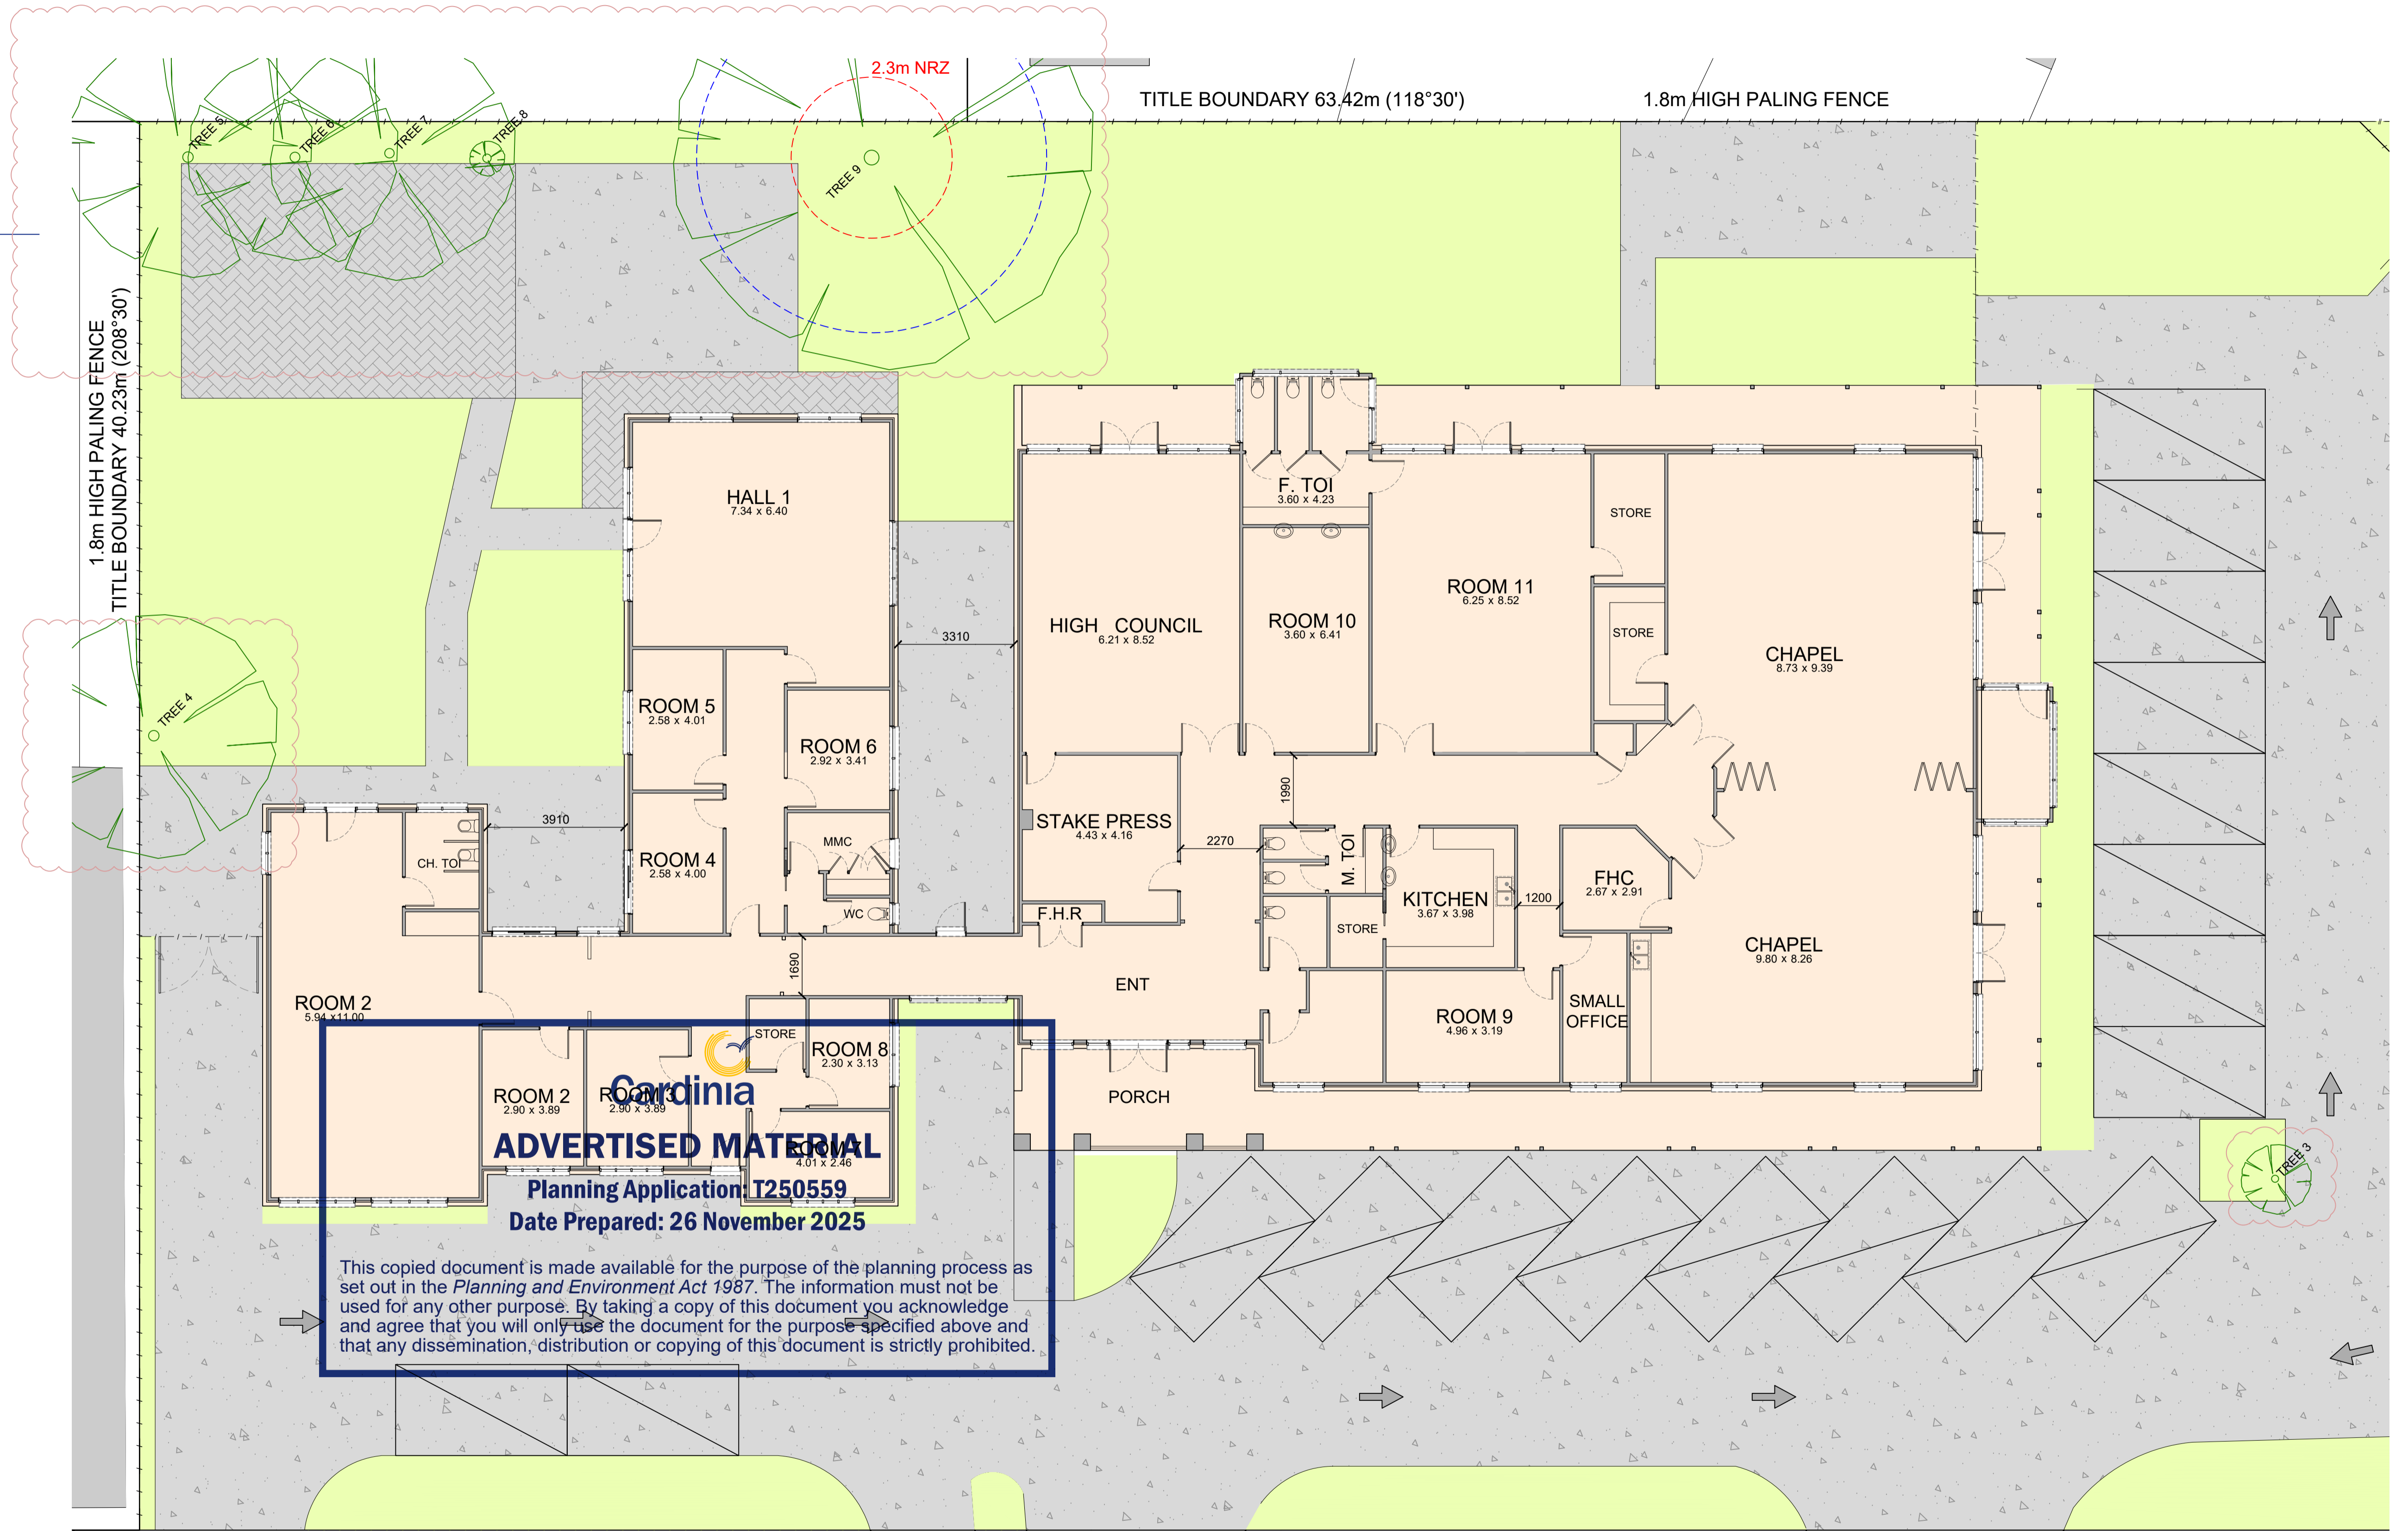 2.3m NRZ
TITLE BOUNDARY 63.42m (118°30')
1.8m HIGH PALING FENCE
TREE 5
TREE 6
TREE 7
TREE 8
TREE 9
1.8m HIGH PALING FENCE
TITLE BOUNDARY 40.23m (208°30')
HALL 1
7.34 x 6.40
F. TOI
3.60 x 4.23
STORE
ROOM 11
6.25 x 8.52
HIGH COUNCIL
6.21 x 8.52
ROOM 10
3.60 x 6.41
STORE
3310
CHAPEL
8.73 x 9.39
TREE 4
ROOM 5
2.58 x 4.01
ROOM 6
2.92 x 3.41
1990
3910
STAKE PRESS
4.43 x 4.16
2270
MMC
CH. TOI
ROOM 4
2.58 x 4.00
M. TOI
FHC
2.67 x 2.91
KITCHEN
3.67 x 3.98
1200
WC
F.H.R
STORE
CHAPEL
9.80 x 8.26
1690
ENT
ROOM 2
5.94 x11.00
SMALL
OFFICE
ROOM 9
4.96 x 3.19
STORE
ROOM 8
2.30 x 3.13
ROOM 2
2.90 x 3.89
ROOM 3
2.90 x 3.89
Cardinia
PORCH
ROOM 7
4.01 x 2.46
ADVERTISED MATERIAL
Planning Application: T250559
Date Prepared: 26 November 2025
This copied document is made available for the purpose of the planning process as
set out in the Planning and Environment Act 1987. The information must not be
used for any other purpose. By taking a copy of this document you acknowledge
and agree that you will only use the document for the purpose specified above and
that any dissemination, distribution or copying of this document is strictly prohibited.
TREE 3